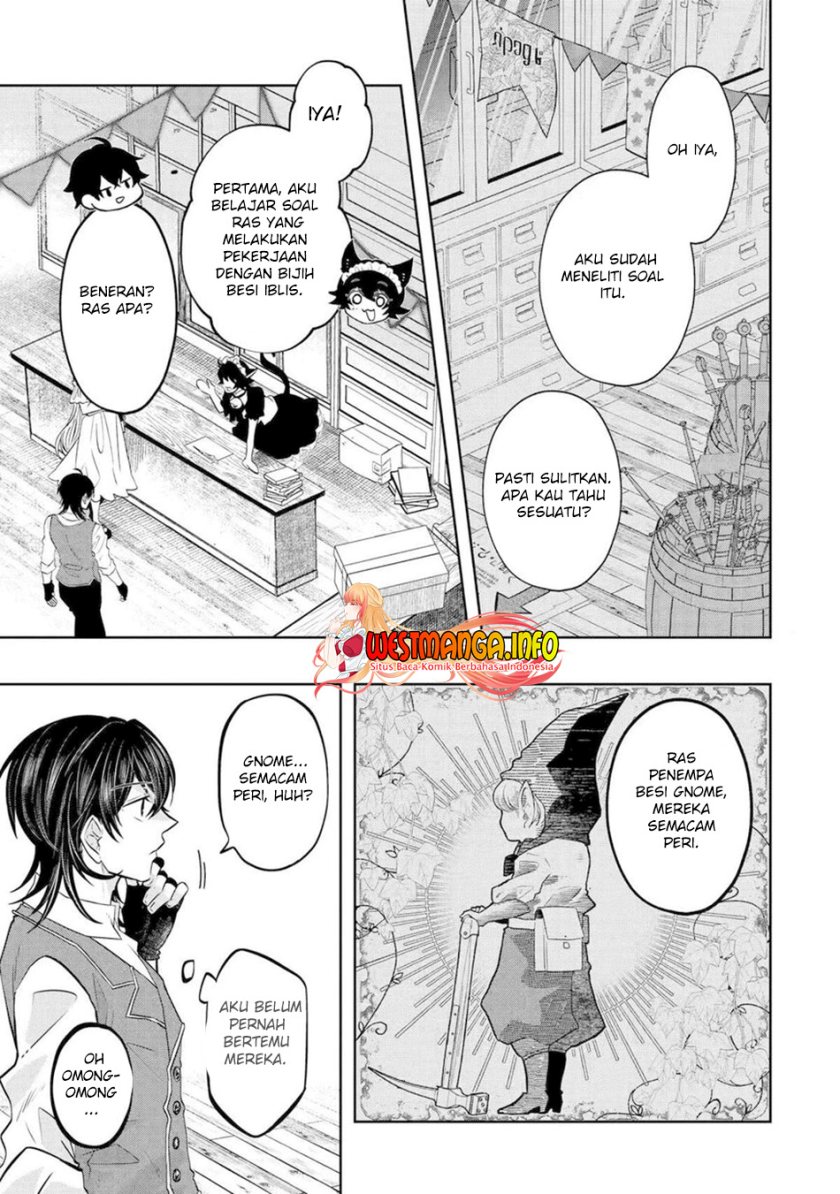 OH IYA,
AKU SUDAH
MENELITI SOAL
ITU.
PASTI SULITKAN.
APA KAU TAHU
SESUATU?
IYA!
PERTAMA, AKU
BELAJAR SOAL
RAS YANG
MELAKUKAN
PEKERJAAN
DENGAN BIJIH
BESI IBLIS.
BENERAN?
RAS APA?
WESTMANGA.INFO
Situs Baca Komik Berbahasa Indonesia
RAS
PENEMPA
BESI GNOME,
MEREKA
SEMACAM
PERI.
GNOME...
SEMACAM
PERI, HUH?
AKU BELUM
PERNAH
BERTEMU
MEREKA.
OH
OMONG-
OMONG
...